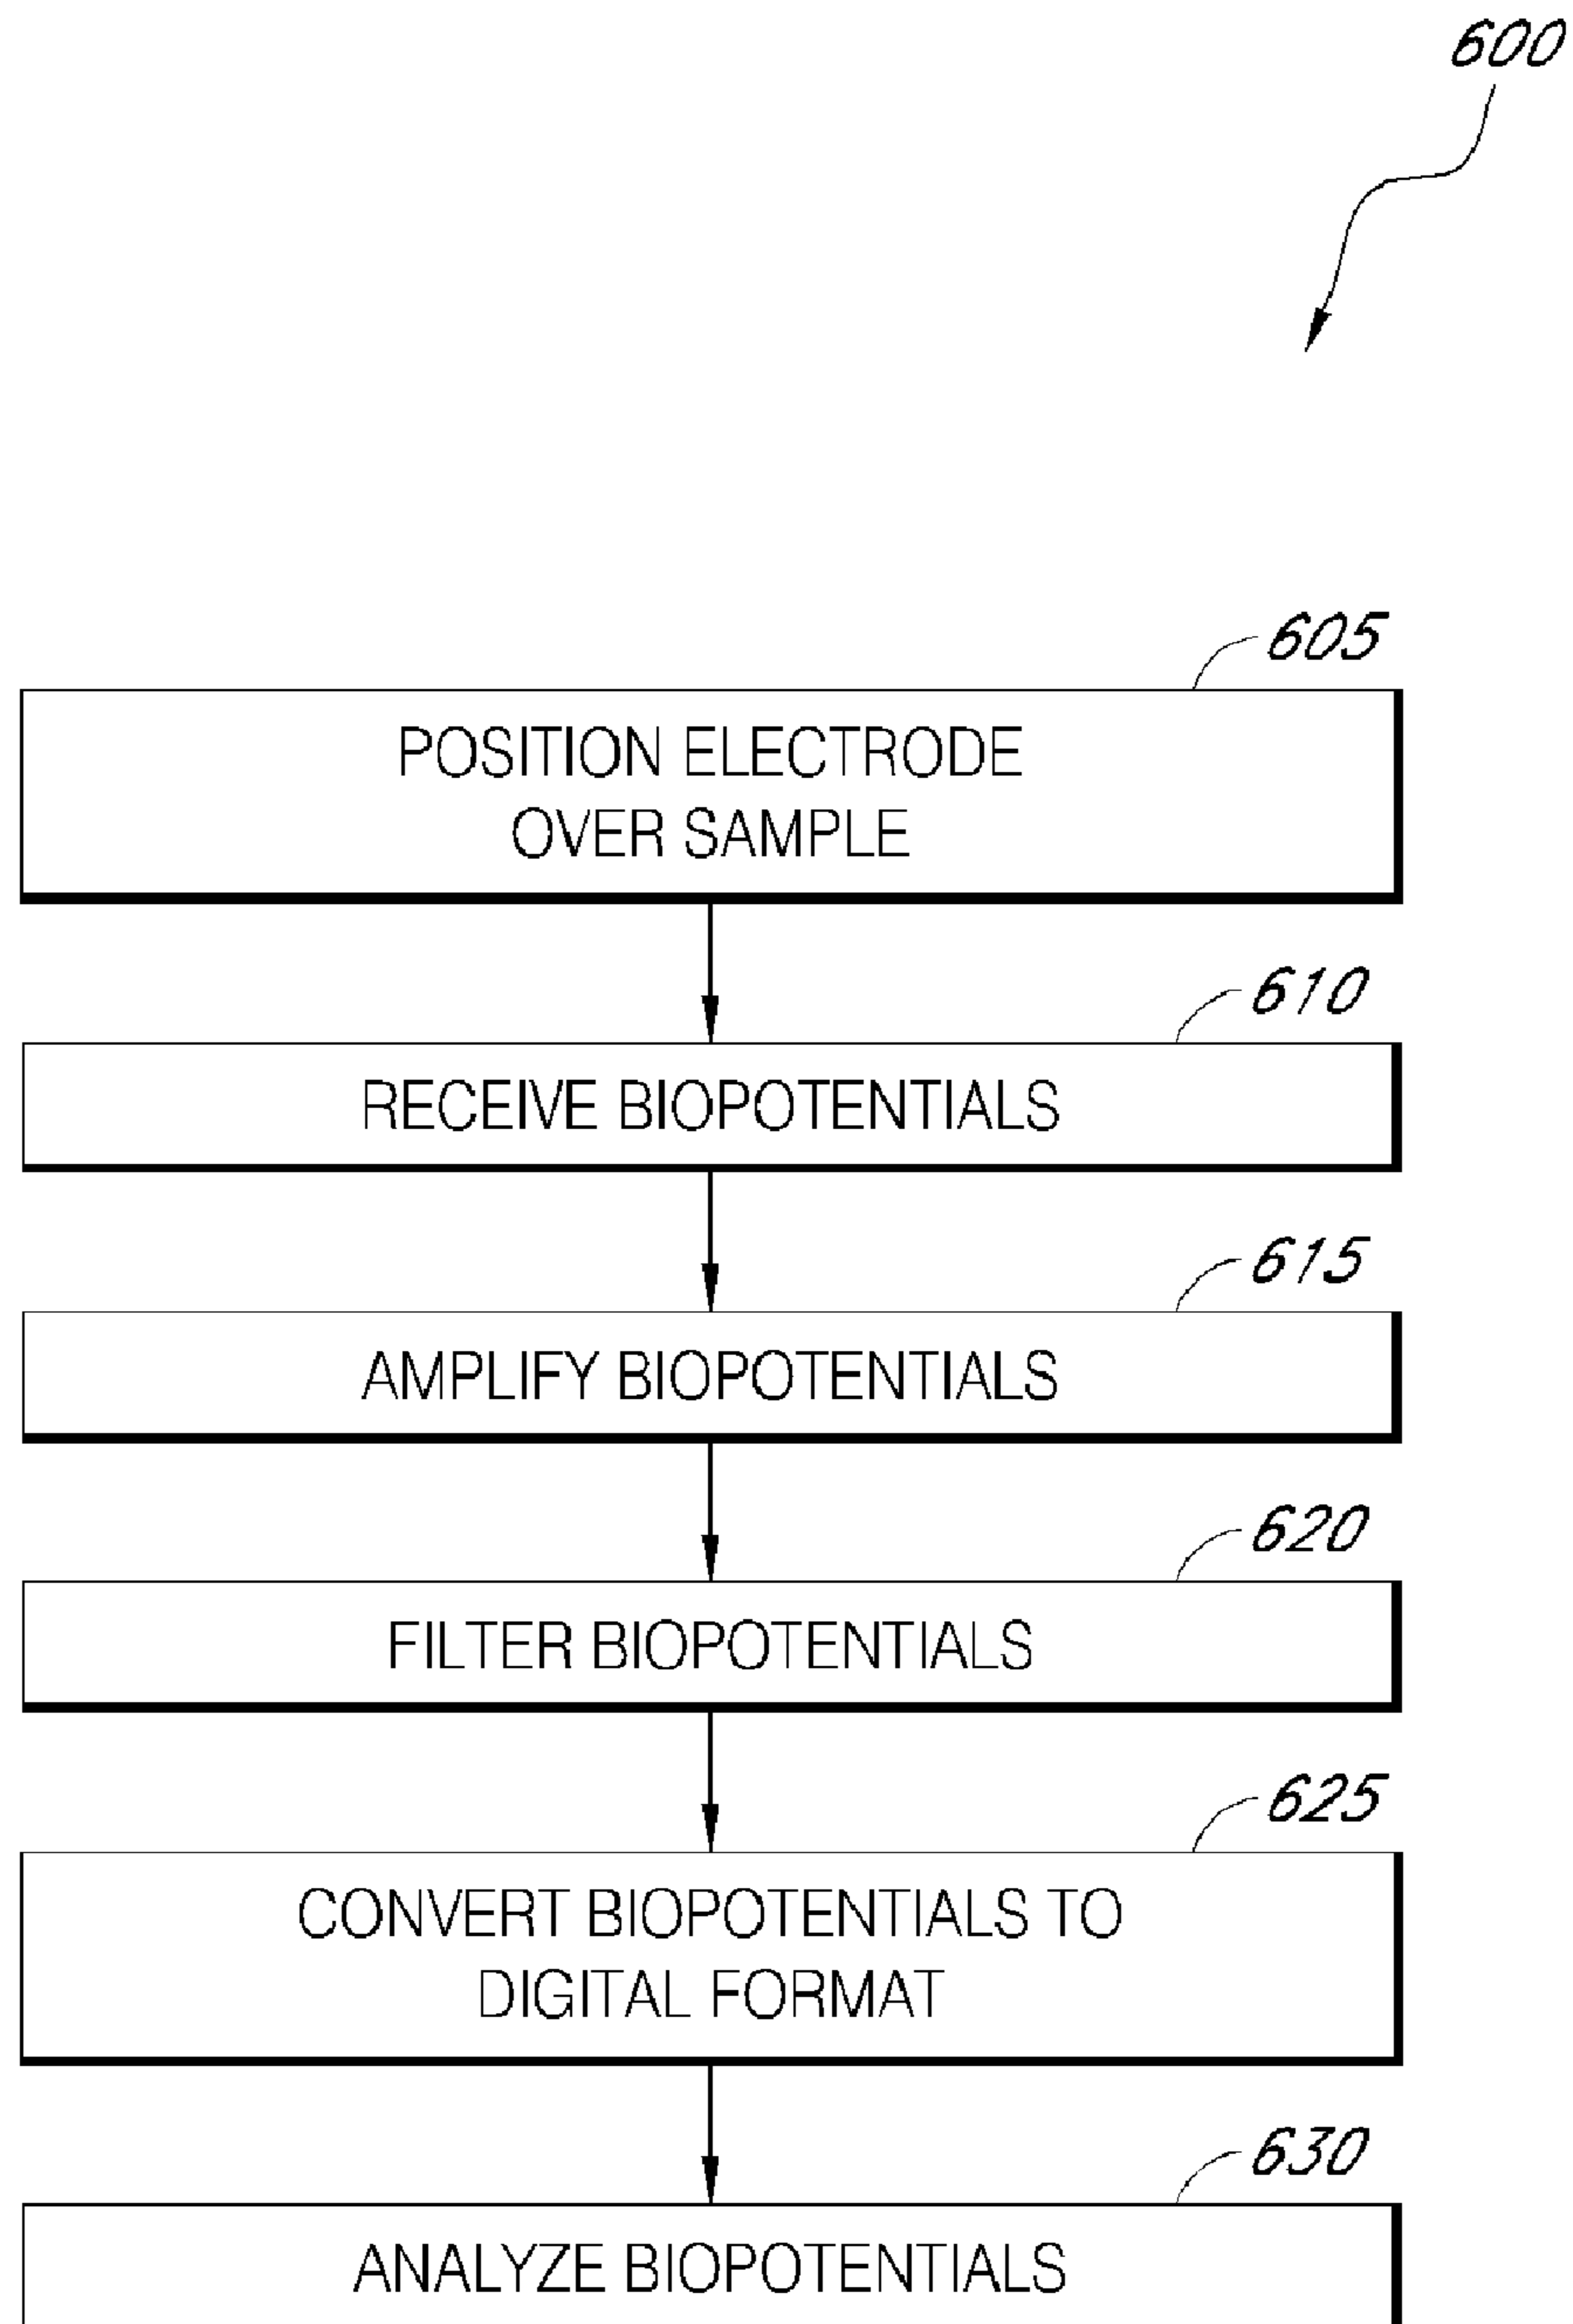 600
605
POSITION ELECTRODE
OVER SAMPLE
610
RECEIVE BIOPOTENTIALS
615
AMPLIFY BIOPOTENTIALS
620
FILTER BIOPOTENTIALS
625
CONVERT BIOPOTENTIALS TO
DIGITAL FORMAT
630
ANALYZE BIOPOTENTIALS